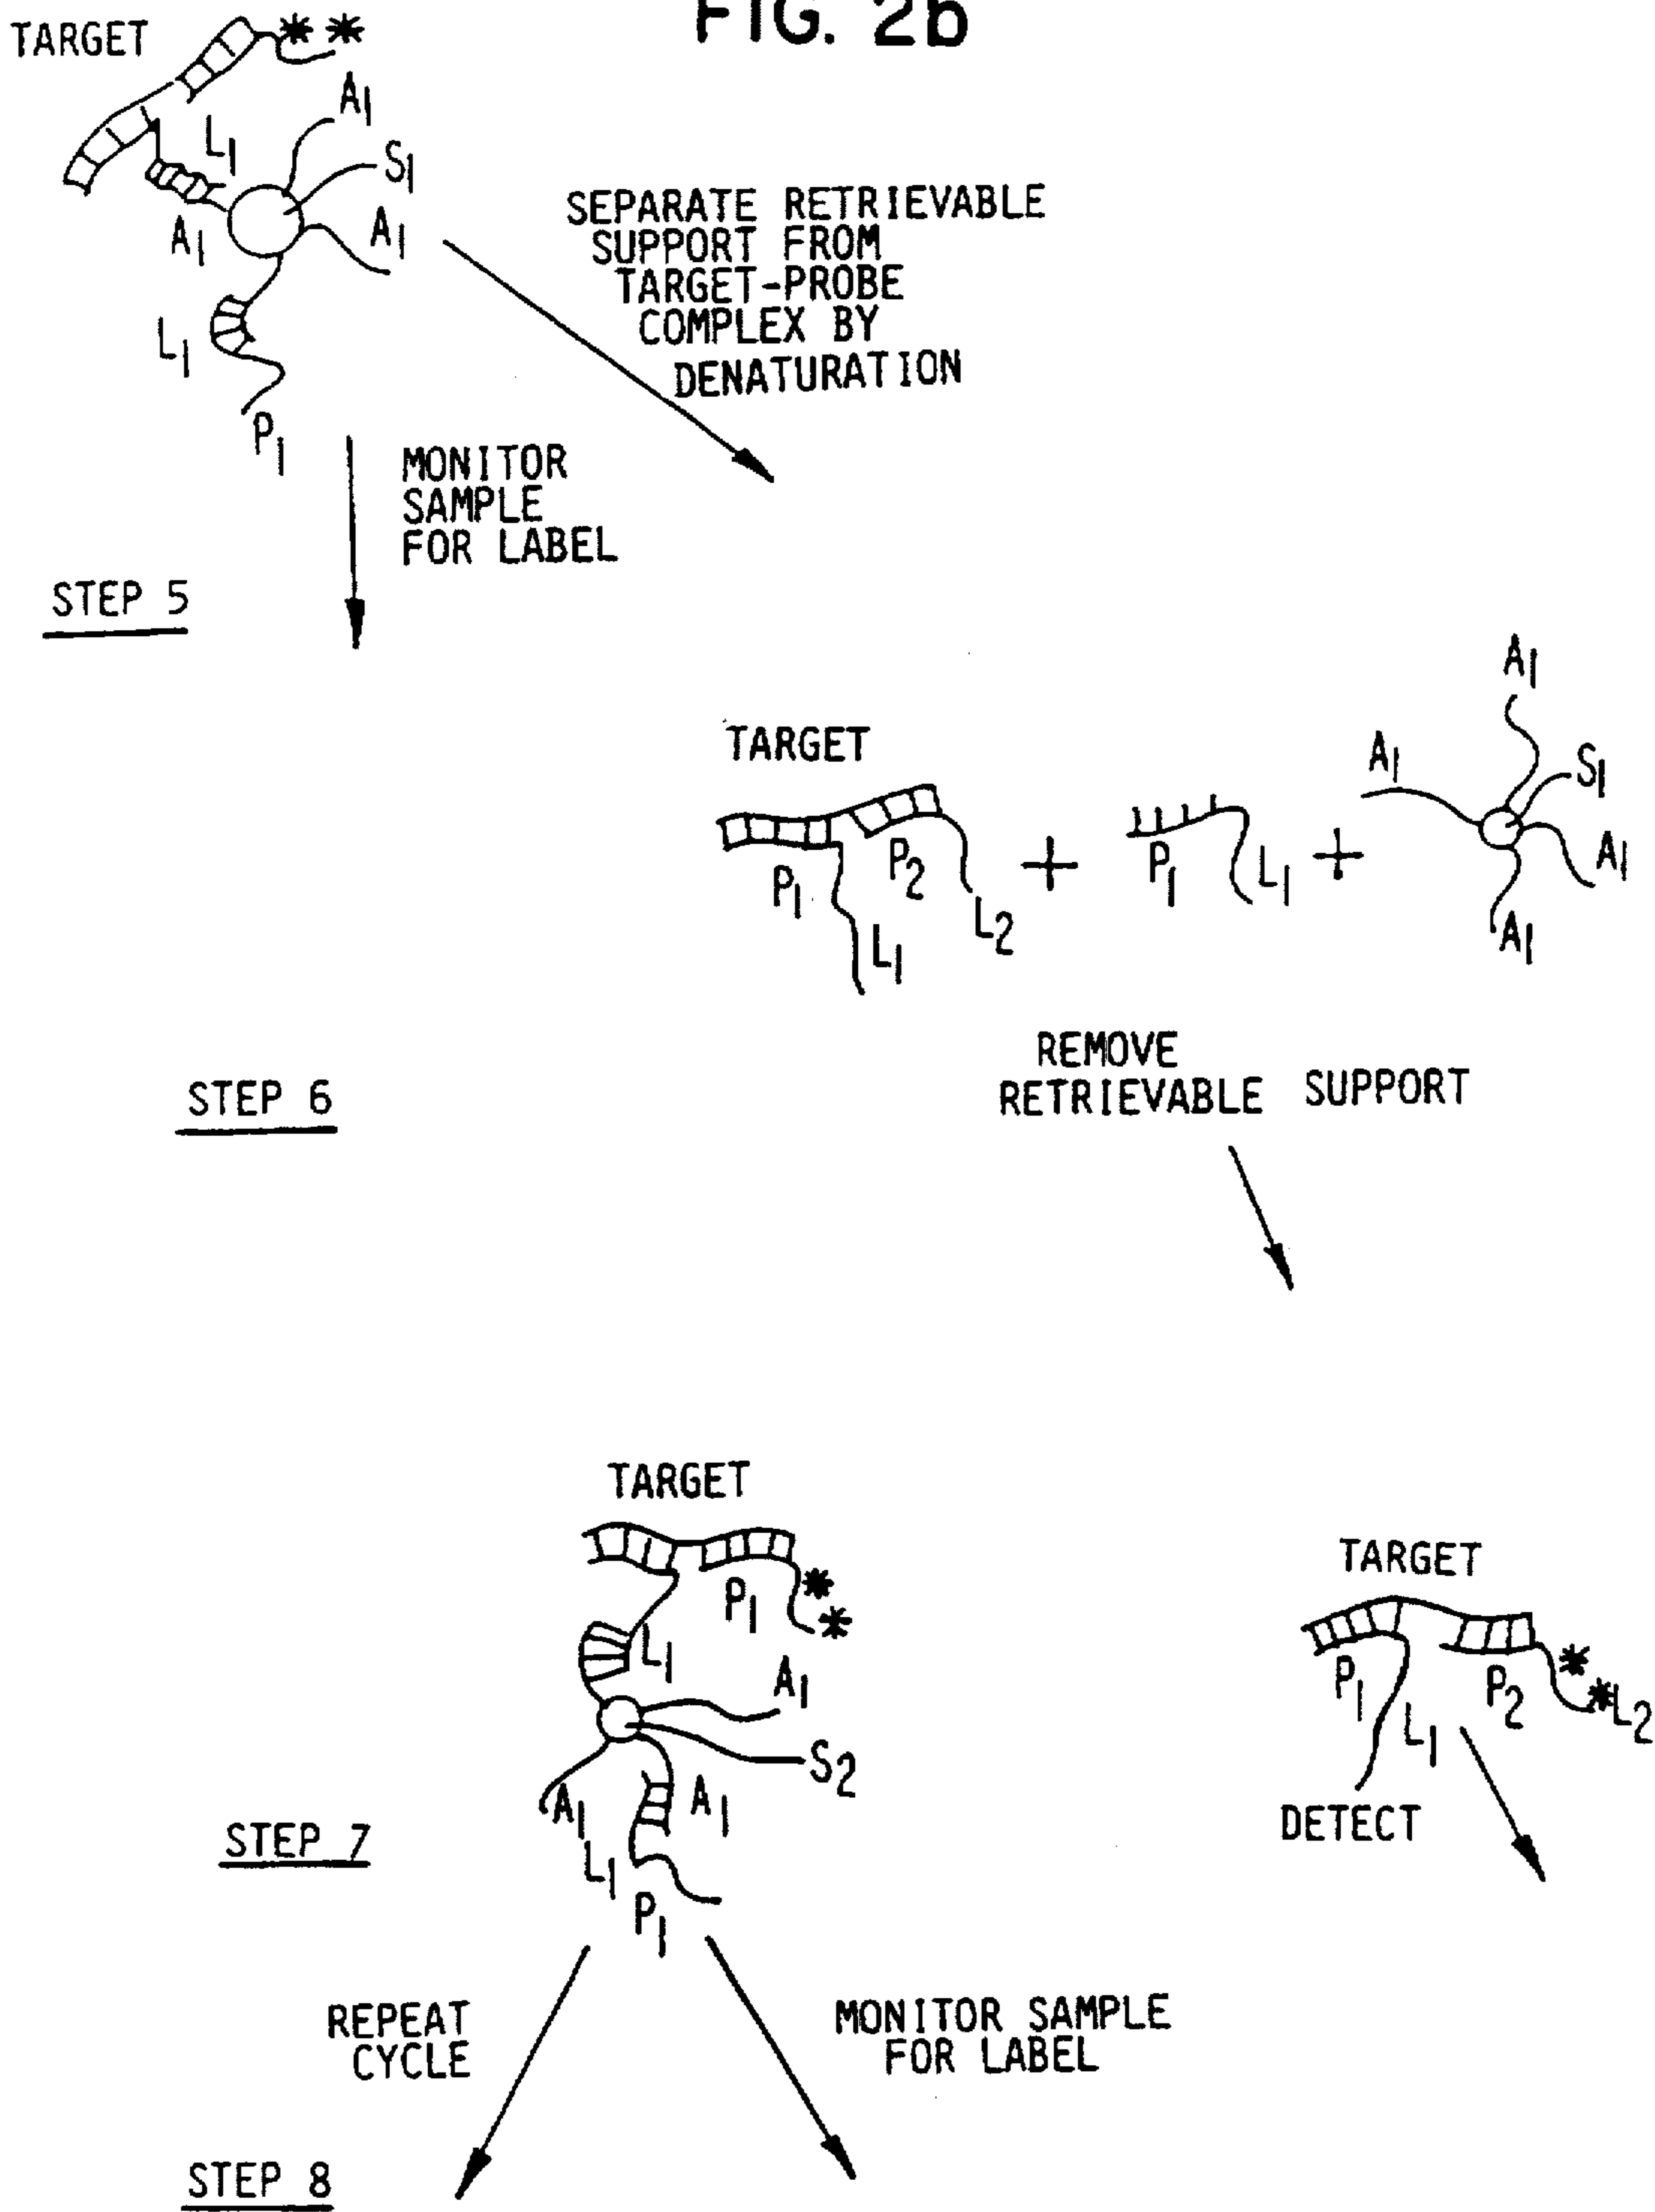 FIG. 2b
TARGET
A1
L1
S1
A1
A1
L1
P1
SEPARATE RETRIEVABLE
SUPPORT FROM
TARGET-PROBE
COMPLEX BY
DENATURATION
MONITOR
SAMPLE
FOR LABEL
STEP 5
TARGET
P1
P2
L1
L2
+
P1
L1
+
A1
A1
S1
A1
A1
REMOVE
RETRIEVABLE SUPPORT
STEP 6
TARGET
P1
L1
A1
S2
A1
A1
L1
P1
TARGET
P1
L1
P2
L2
DETECT
STEP 7
REPEAT
CYCLE
MONITOR SAMPLE
FOR LABEL
STEP 8